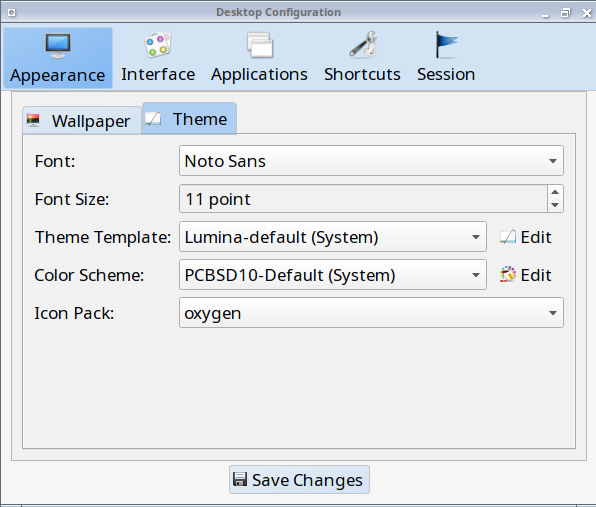 Desktop Configuration
Appearance Interface Applications Shortcuts Session
Wallpaper Theme
Font: Noto Sans
Font Size: 11 point
Theme Template: Lumina-default (System) Edit
Color Scheme: PCBSD10-Default (System) Edit
Icon Pack: oxygen
Save Changes